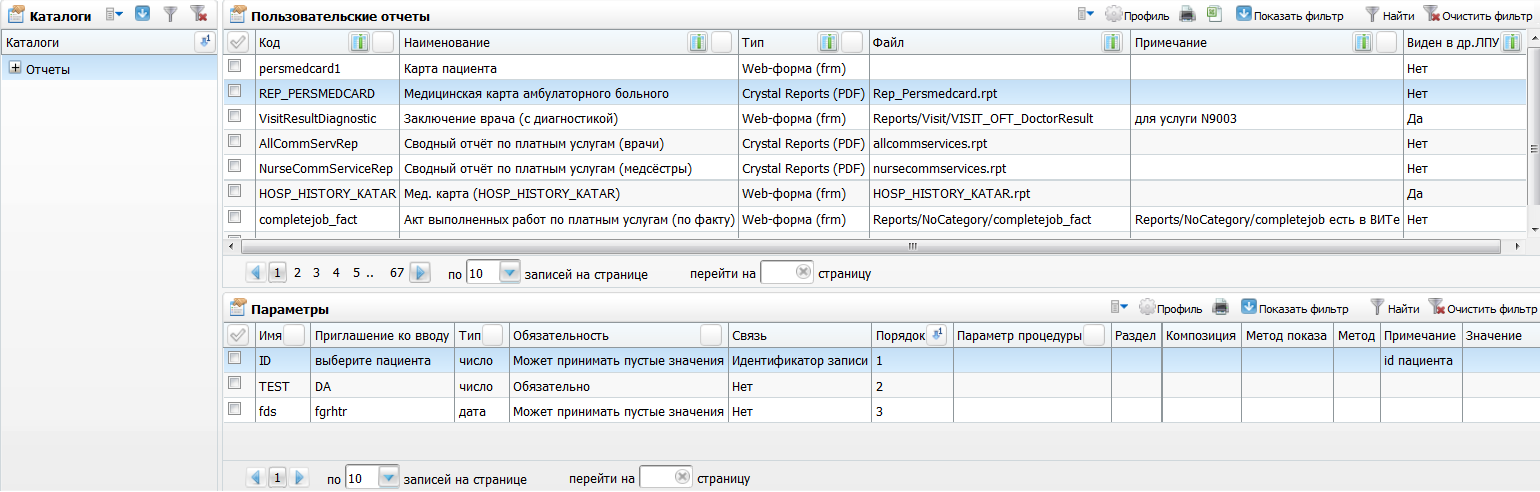 Каталоги
Каталоги
Отчеты
Пользовательские отчеты
Профиль Показать фильтр Найти Очистить фильтр
Код Наименование Тип Файл Примечание Виден в др.ЛПУ
persmedcard1 Карта пациента Web-форма (frm) Нет
REP_PERSMEDCARD Медицинская карта амбулаторного больного Crystal Reports (PDF) Rep_Persmedcard.rpt Нет
VisitResultDiagnostic Заключение врача (с диагностикой) Web-форма (frm) Reports/Visit/VISIT_OFT_DoctorResult для услуги N9003 Да
AllCommServRep Сводный отчёт по платным услугам (врачи) Crystal Reports (PDF) allcommservices.rpt Нет
NurseCommServiceRep Сводный отчёт по платным услугам (медсёстры) Crystal Reports (PDF) nursecommservices.rpt Нет
HOSP_HISTORY_KATAR Мед. карта (HOSP_HISTORY_KATAR) Web-форма (frm) HOSP_HISTORY_KATAR.rpt Да
completejob_fact Акт выполненных работ по платным услугам (по факту) Web-форма (frm) Reports/NoCategory/completejob_fact Reports/NoCategory/completejob есть в ВИТе Нет
1 2 3 4 5 .. 67 по 10 записей на странице перейти на страницу
Параметры
Профиль Показать фильтр Найти Очистить фильтр
Имя Приглашение ко вводу Тип Обязательность Связь Порядок Параметр процедуры Раздел Композиция Метод показа Метод Примечание Значение
ID выберите пациента число Может принимать пустые значения Идентификатор записи 1 id пациента
TEST DA число Обязательно Нет 2
fds fgrhtr дата Может принимать пустые значения Нет 3
1 по 10 записей на странице перейти на страницу